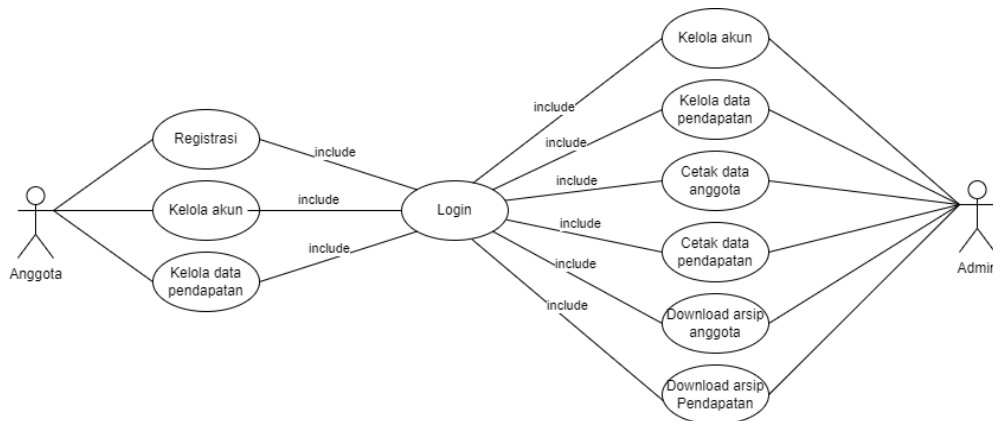 Anggota
Registrasi
Kelola akun
Kelola data
pendapatan
include
include
include
Login
include
include
include
include
include
include
Kelola akun
Kelola data
pendapatan
Cetak data
anggota
Cetak data
pendapatan
Download arsip
anggota
Download arsip
Pendapatan
Admin